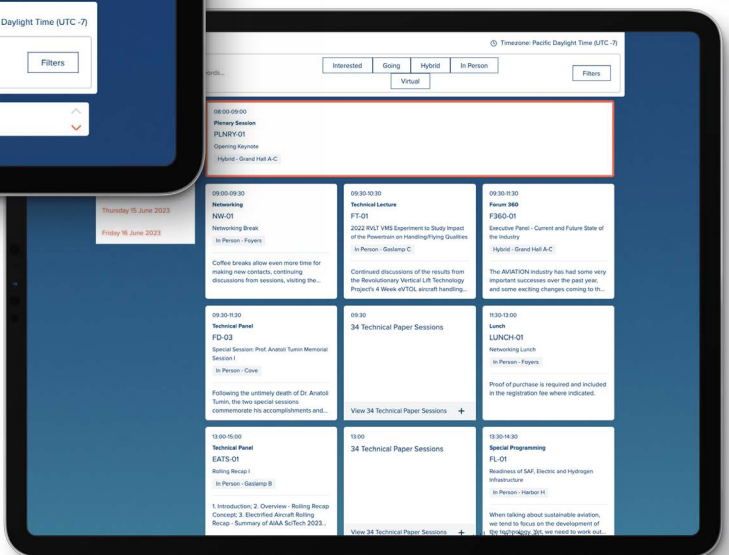 Daylight Time (UTC -7)
Filters
Timezone: Pacific Daylight Time (UTC -7)
Interested
Going
Hybrid
In Person
Virtual
Filters
08:00-09:00
Plenary Session
PLNRY-01
Opening Keynote
Hybrid - Grand Hall A-C
Thursday 15 June 2023
Friday 16 June 2023
09:00-09:30
Networking
NW-01
Networking Break
In Person - Foyers
Coffee breaks allow even more time for
making new contacts, continuing
discussions from sessions, visiting the...
09:30-10:30
Technical Lecture
FT-01
2022 RVLT VMS Experiment to Study Impact
of the Powertrain on Handling/Flying Qualities
In Person - Gaslamp C
Continued discussions of the results from
the Revolutionary Vertical Lift Technology
Project's 4 Week eVTOL aircraft handling...
09:30-11:30
Forum 360
F360-01
Executive Panel - Current and Future State of
the Industry
Hybrid - Grand Hall A-C
The AVIATION industry has had some very
important successes over the past year,
and some exciting changes coming to th...
09:30-11:30
Technical Panel
FD-03
Special Session: Prof. Anatoli Tumin Memorial
Session I
In Person - Cove
Following the untimely death of Dr. Anatoli
Tumin, the two special sessions
commemorate his accomplishments and...
09:30
34 Technical Paper Sessions
View 34 Technical Paper Sessions +
11:30-13:00
Lunch
LUNCH-01
Networking Lunch
In Person - Foyers
Proof of purchase is required and included
in the registration fee where indicated.
13:00-15:00
Technical Panel
EATS-01
Rolling Recap I
In Person - Gaslamp B
1. Introduction; 2. Overview - Rolling Recap
Concept; 3. Electrified Aircraft Rolling
Recap - Summary of AIAA SciTech 2023...
13:00
34 Technical Paper Sessions
View 34 Technical Paper Sessions +
13:30-14:30
Special Programming
FL-01
Readiness of SAF, Electric and Hydrogen
Infrastructure
In Person - Harbor H
When talking about sustainable aviation,
we tend to focus on the development of
the technology. Yet, we need to work out...